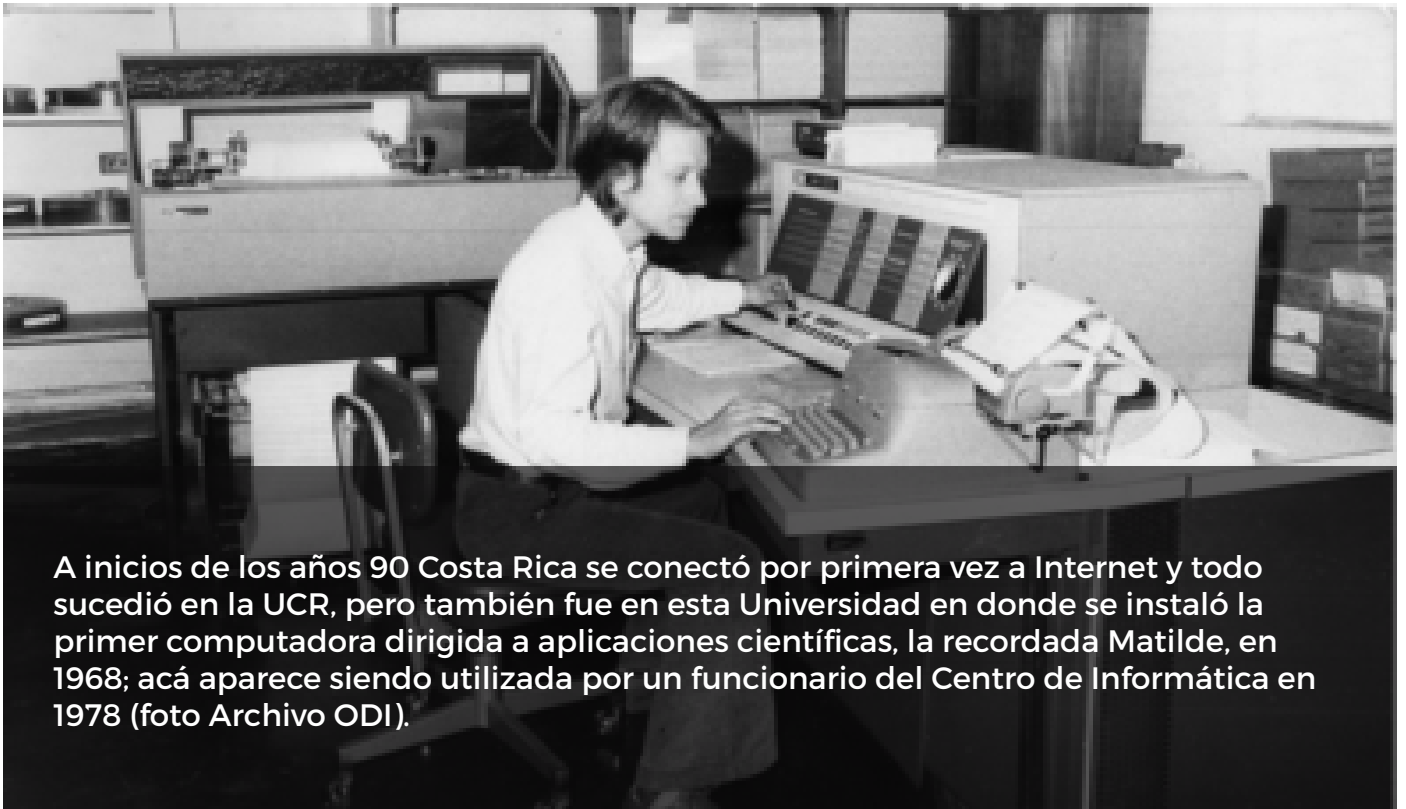 A inicios de los años 90 Costa Rica se conectó por primera vez a Internet y todo
sucedió en la UCR, pero también fue en esta Universidad en donde se instaló la
primer computadora dirigida a aplicaciones científicas, la recordada Matilde, en
1968; acá aparece siendo utilizada por un funcionario del Centro de Informática en
1978 (foto Archivo ODI).